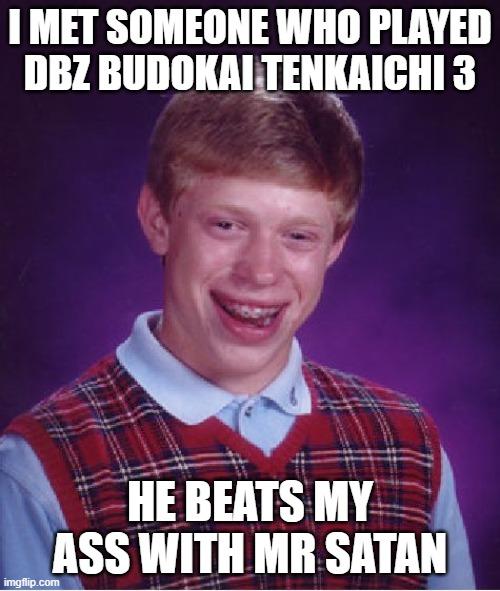 I MET SOMEONE WHO PLAYED
DBZ BUDOKAI TENKAICHI 3
HE BEATS MY
ASS WITH MR SATAN
imgflip.com